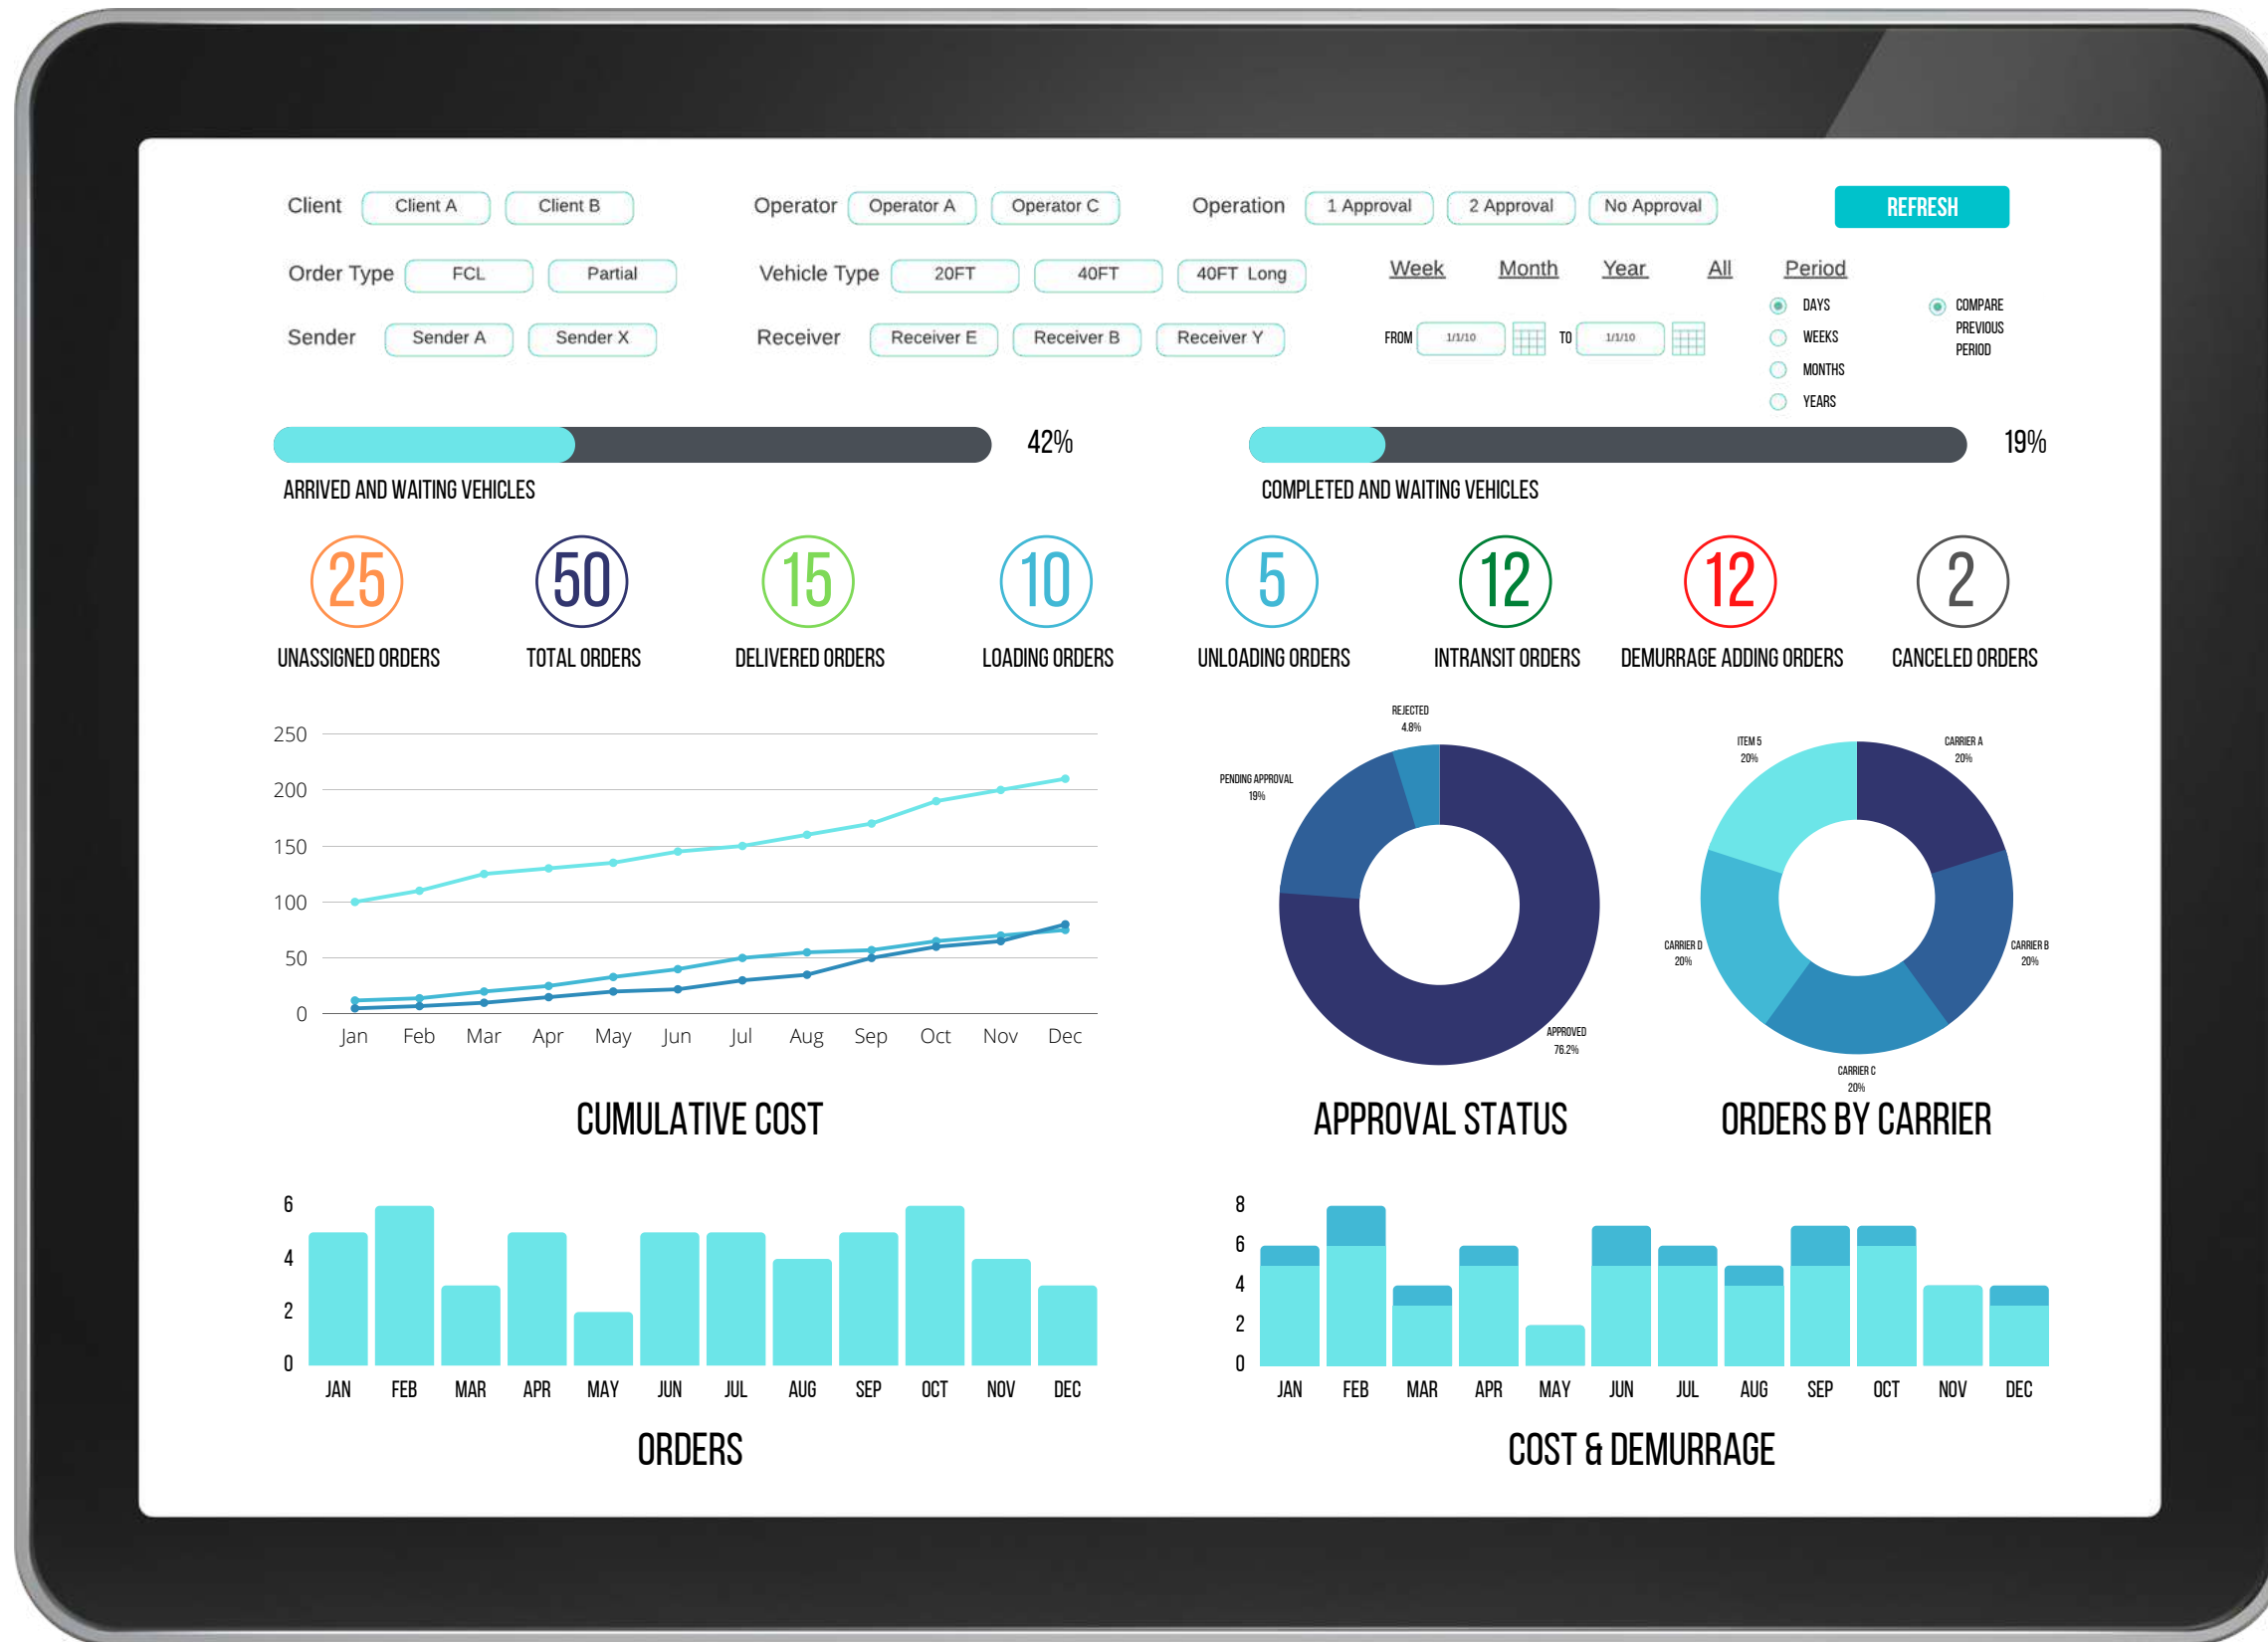 Client Client A Client B Operator Operator A Operator C Operation 1 Approval 2 Approval No Approval REFRESH
Order Type FCL Partial Vehicle Type 20FT 40FT 40FT Long Week Month Year All Period
DAYS COMPARE
PREVIOUS
PERIOD
Sender Sender A Sender X Receiver Receiver E Receiver B Receiver Y FROM 1/1/10 TO 1/1/10 WEEKS
MONTHS
YEARS
42%
ARRIVED AND WAITING VEHICLES
19%
COMPLETED AND WAITING VEHICLES
25 50 15 10 5 12 12 2
UNASSIGNED ORDERS TOTAL ORDERS DELIVERED ORDERS LOADING ORDERS UNLOADING ORDERS INTRANSIT ORDERS DEMURRAGE ADDING ORDERS CANCELED ORDERS
250
200
150
100
50
0
Jan Feb Mar Apr May Jun Jul Aug Sep Oct Nov Dec
CUMULATIVE COST
REJECTED
4.8%
PENDING APPROVAL
19%
APPROVED
76.2%
APPROVAL STATUS
ITEM 5
20%
CARRIER A
20%
CARRIER D
20%
CARRIER B
20%
CARRIER C
20%
ORDERS BY CARRIER
6
4
2
0
JAN FEB MAR APR MAY JUN JUL AUG SEP OCT NOV DEC
ORDERS
8
6
4
2
0
JAN FEB MAR APR MAY JUN JUL AUG SEP OCT NOV DEC
COST & DEMURRAGE